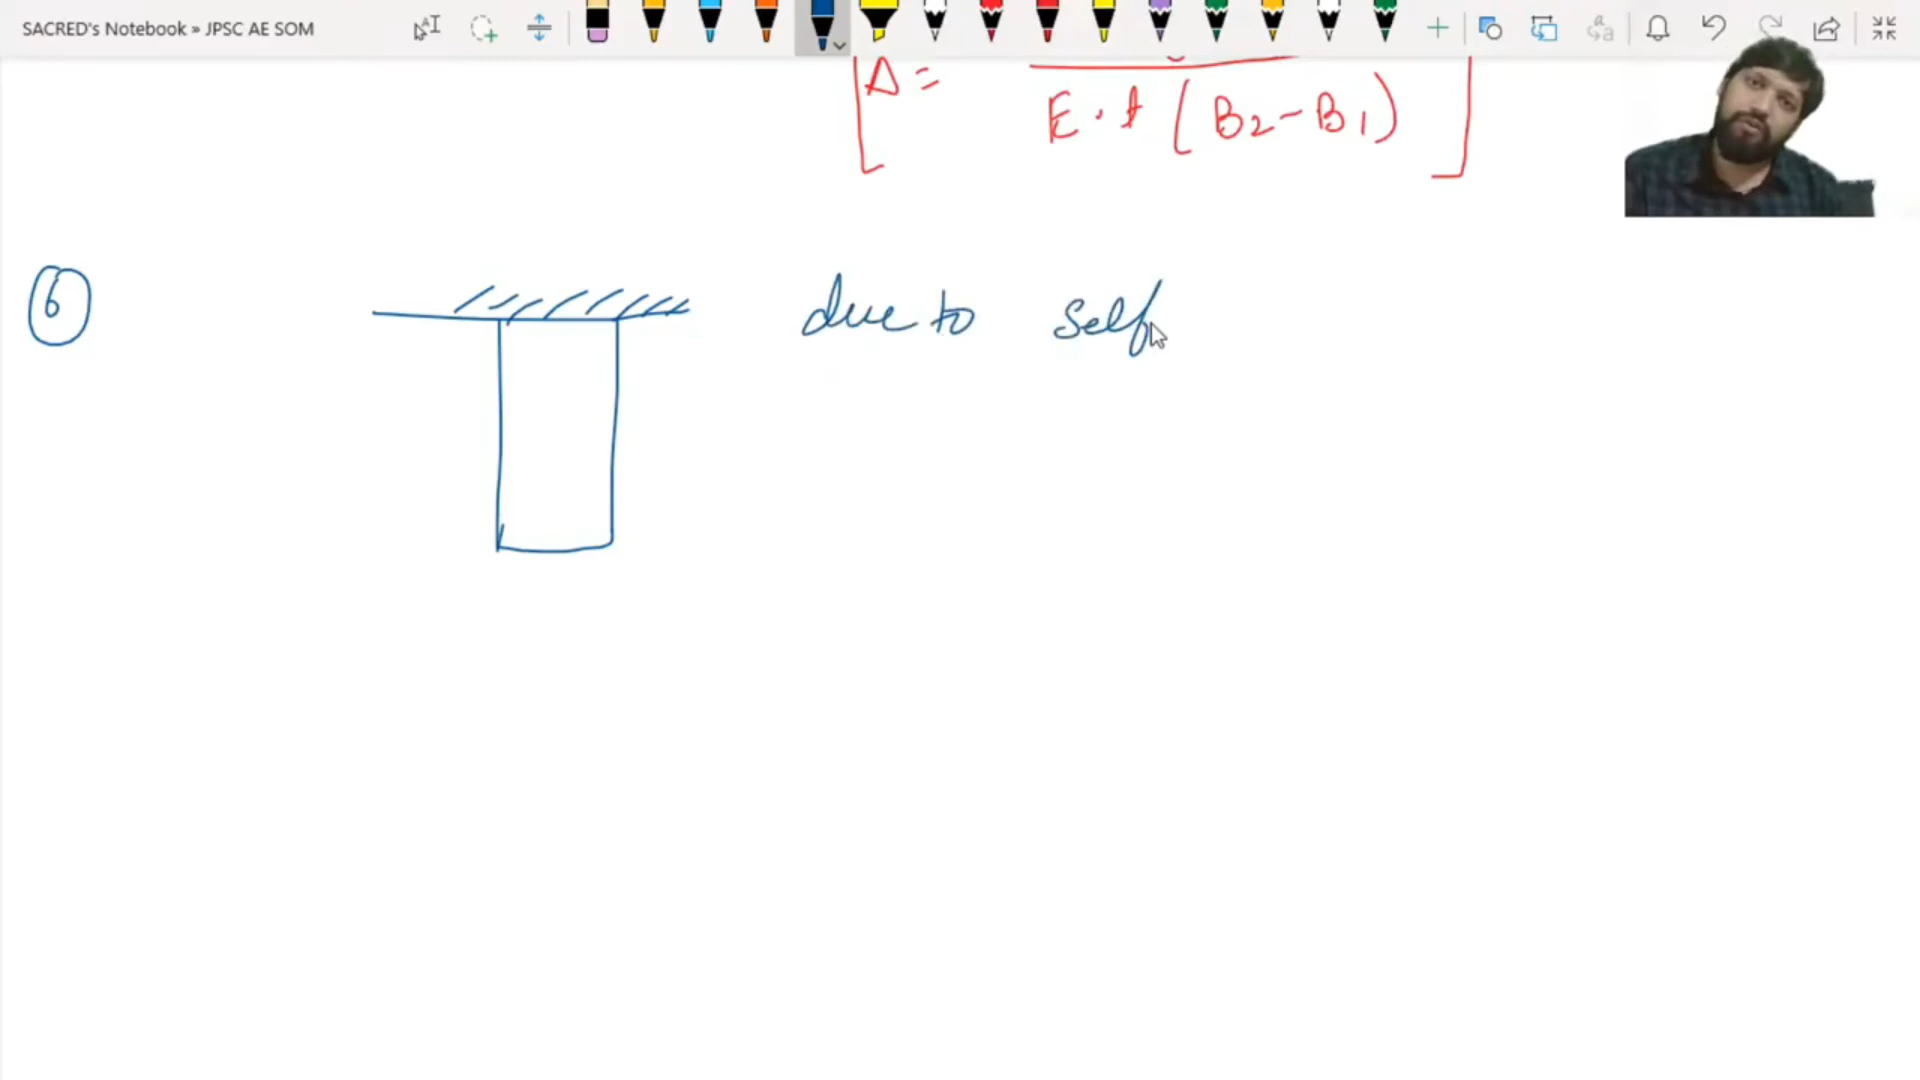 SACRED's Notebook » JPSC AE SOM
Δ =
E . t ( B2 - B1 )
6
due to self